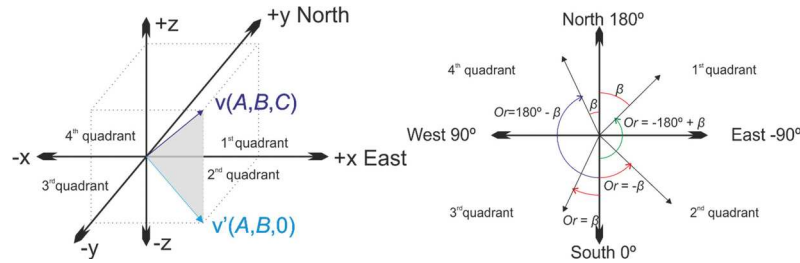 +z
+y North
v(A,B,C)
4th quadrant
1st quadrant
-x
+x East
3rd quadrant
2nd quadrant
v'(A,B,0)
-y
-z
North 180º
4th quadrant
1st quadrant
β
β
Or=180º - β
Or = -180º + β
West 90º
East -90º
Or = -β
3rd quadrant
Or = β
2nd quadrant
South 0º